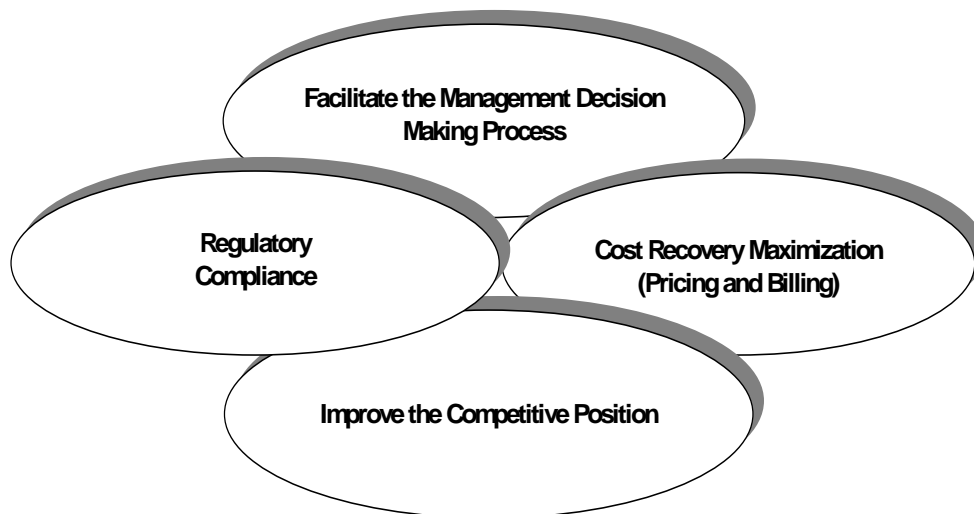 Facilitate the Management Decision
Making Process
Regulatory
Compliance
Cost Recovery Maximization
(Pricing and Billing)
Improve the Competitive Position